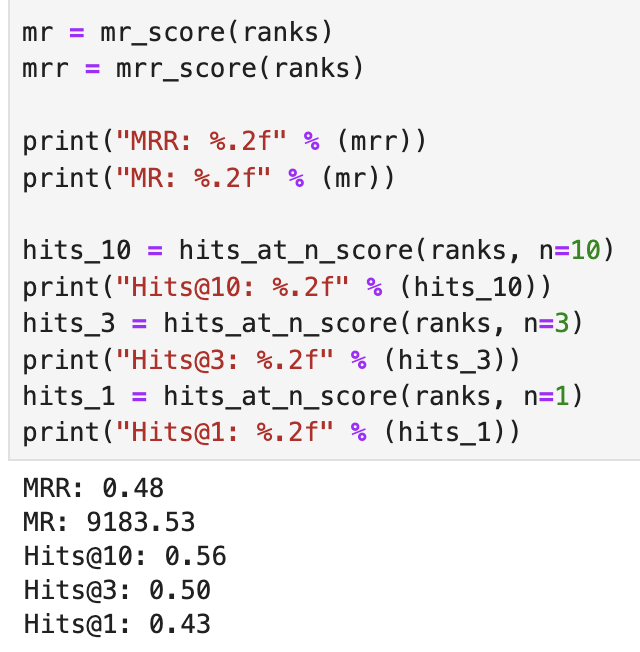 mr = mr_score(ranks)
mrr = mrr_score(ranks)
print("MRR: %.2f" % (mrr))
print("MR: %.2f" % (mr))
hits_10 = hits_at_n_score(ranks, n=10)
print("Hits@10: %.2f" % (hits_10))
hits_3 = hits_at_n_score(ranks, n=3)
print("Hits@3: %.2f" % (hits_3))
hits_1 = hits_at_n_score(ranks, n=1)
print("Hits@1: %.2f" % (hits_1))
MRR: 0.48
MR: 9183.53
Hits@10: 0.56
Hits@3: 0.50
Hits@1: 0.43